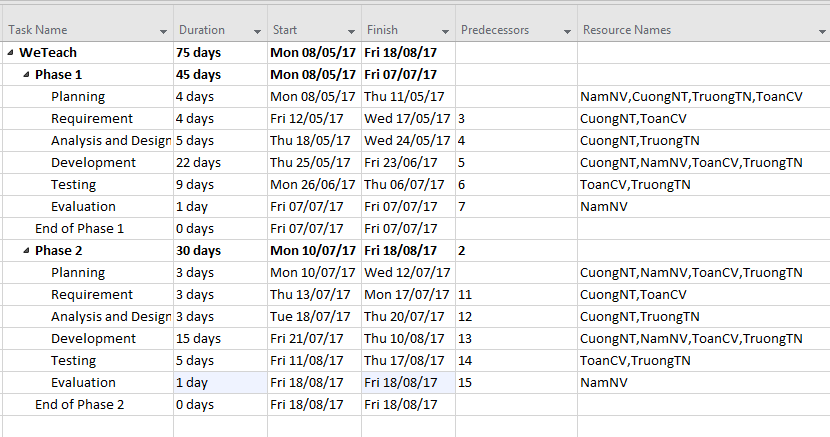 Task Name Duration Start Finish Predecessors Resource Names
WeTeach 75 days Mon 08/05/17 Fri 18/08/17
Phase 1 45 days Mon 08/05/17 Fri 07/07/17
Planning 4 days Mon 08/05/17 Thu 11/05/17 NamNV,CuongNT,TruongTN,ToanCV
Requirement 4 days Fri 12/05/17 Wed 17/05/17 3 CuongNT,ToanCV
Analysis and Design 5 days Thu 18/05/17 Wed 24/05/17 4 CuongNT,TruongTN
Development 22 days Thu 25/05/17 Fri 23/06/17 5 CuongNT,NamNV,ToanCV,TruongTN
Testing 9 days Mon 26/06/17 Thu 06/07/17 6 ToanCV,TruongTN
Evaluation 1 day Fri 07/07/17 Fri 07/07/17 7 NamNV
End of Phase 1 0 days Fri 07/07/17 Fri 07/07/17
Phase 2 30 days Mon 10/07/17 Fri 18/08/17 2
Planning 3 days Mon 10/07/17 Wed 12/07/17 CuongNT,NamNV,ToanCV,TruongTN
Requirement 3 days Thu 13/07/17 Mon 17/07/17 11 CuongNT,ToanCV
Analysis and Design 3 days Tue 18/07/17 Thu 20/07/17 12 CuongNT,TruongTN
Development 15 days Fri 21/07/17 Thu 10/08/17 13 CuongNT,NamNV,ToanCV,TruongTN
Testing 5 days Fri 11/08/17 Thu 17/08/17 14 ToanCV,TruongTN
Evaluation 1 day Fri 18/08/17 Fri 18/08/17 15 NamNV
End of Phase 2 0 days Fri 18/08/17 Fri 18/08/17